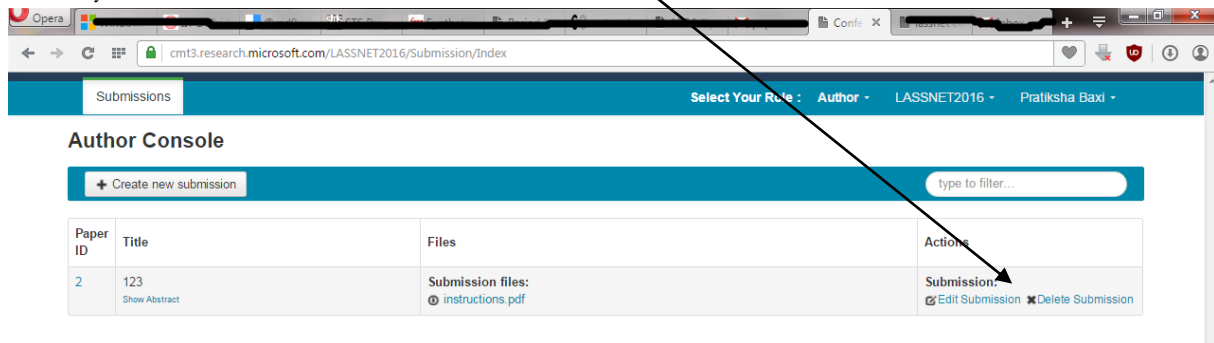 Opera
Confe
cmt3.research.microsoft.com/LASSNET2016/Submission/Index
Submissions
Select Your Role : Author
LASSNET2016
Pratiksha Baxi
Author Console
Create new submission
type to filter...
Paper ID
Title
Files
Actions
2
123
Show Abstract
Submission files:
instructions.pdf
Submission:
Edit Submission
Delete Submission